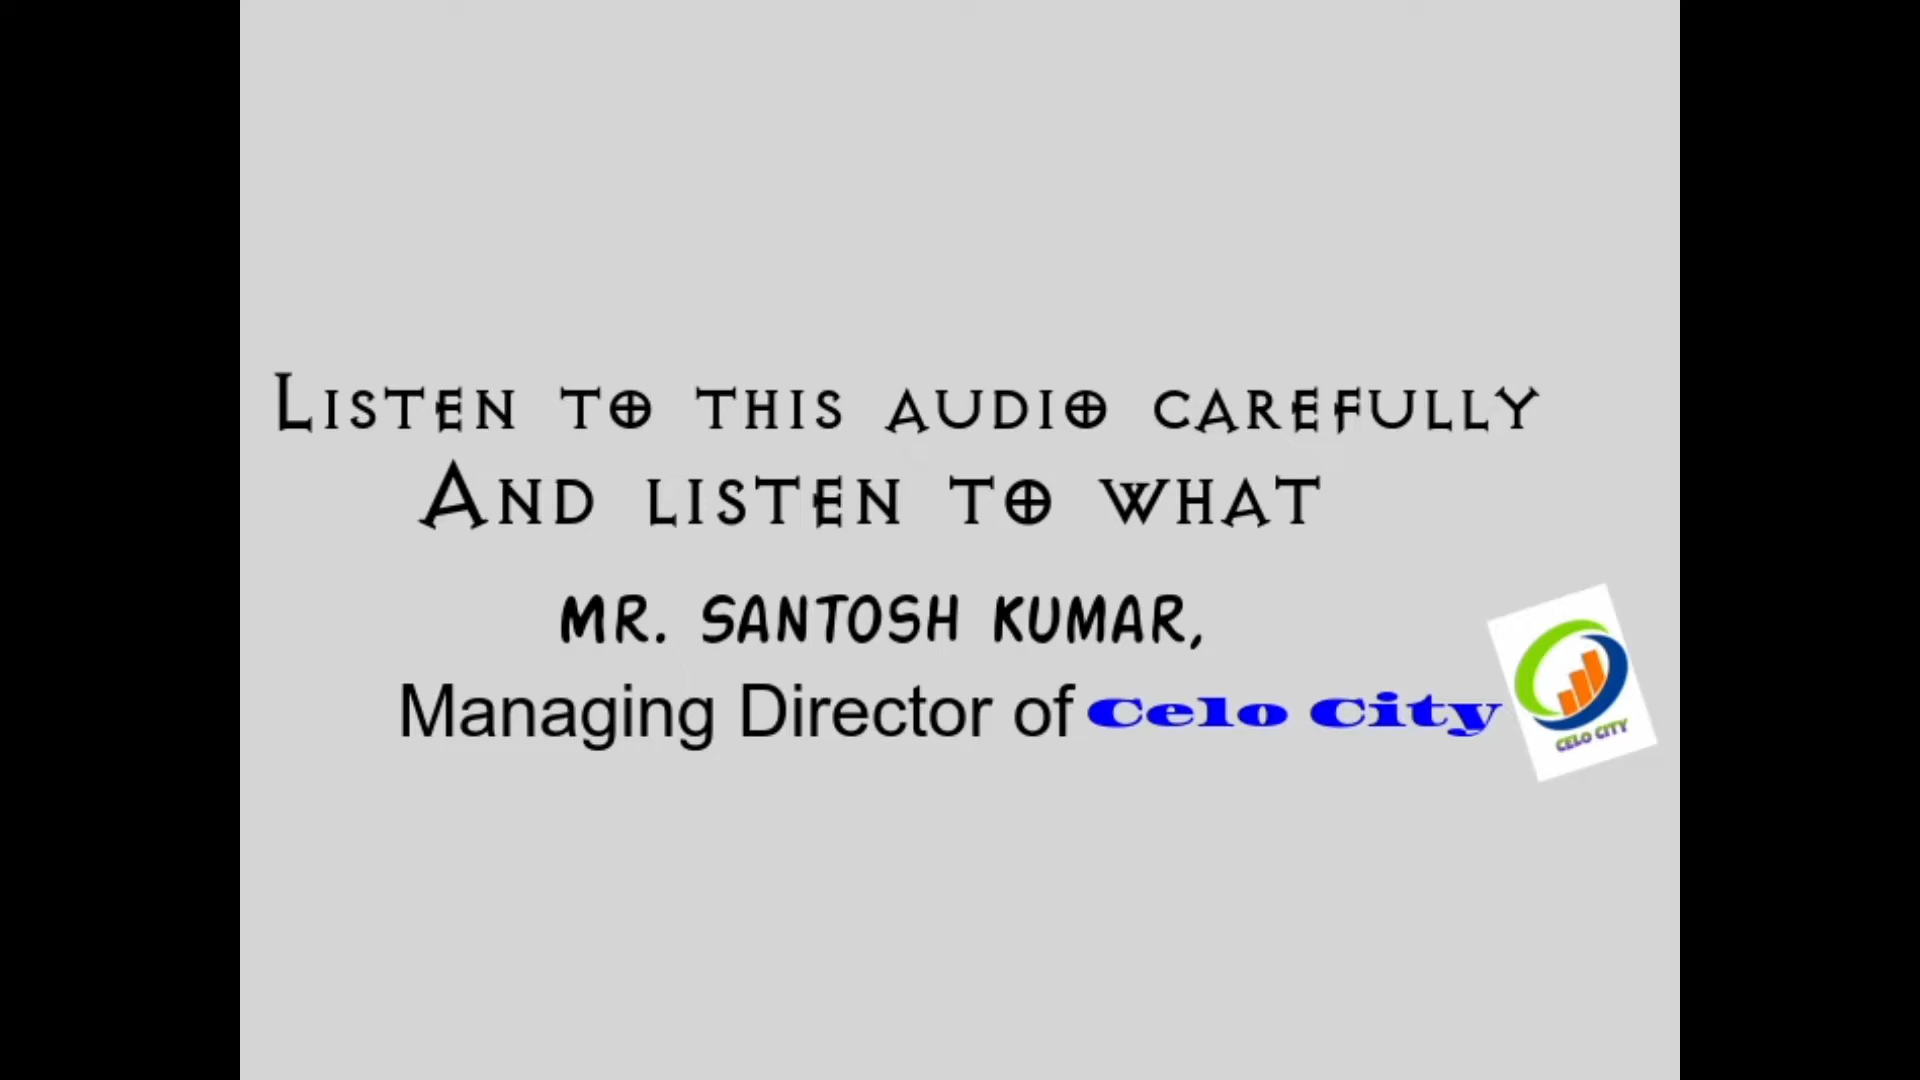 Listen to this audio carefully
And listen to what
MR. SANTOSH KUMAR,
Managing Director of Celo City
CELO CITY